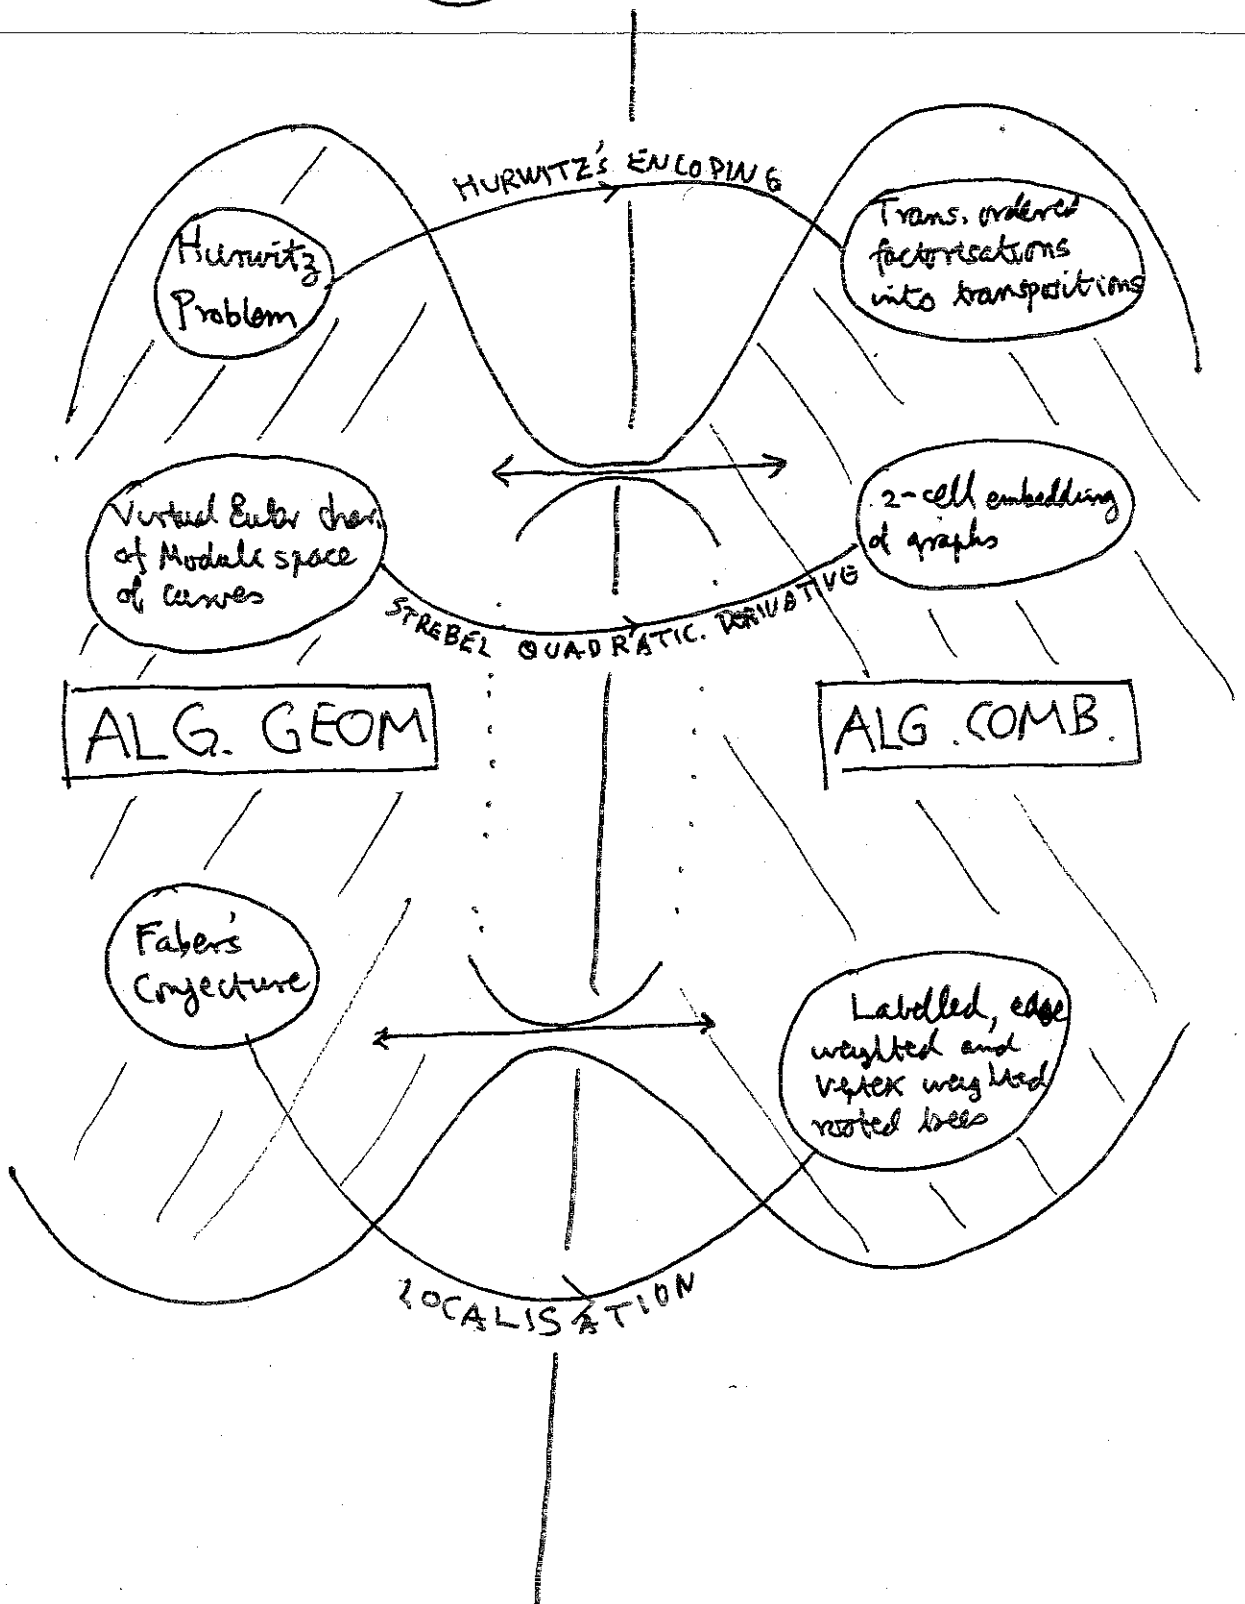 HURWITZ'S ENCODING
Hurwitz
Problem
Trans. ordered
factorisations
into transpositions
Virtual Euler char.
of Moduli space
of curves
2-cell embedding
of graphs
STREBEL QUADRATIC. DERIVATIVE
ALG. GEOM
ALG. COMB.
Faber's
Conjecture
Labelled, edge
weighted and
vertex weighted
rooted trees
LOCALISATION